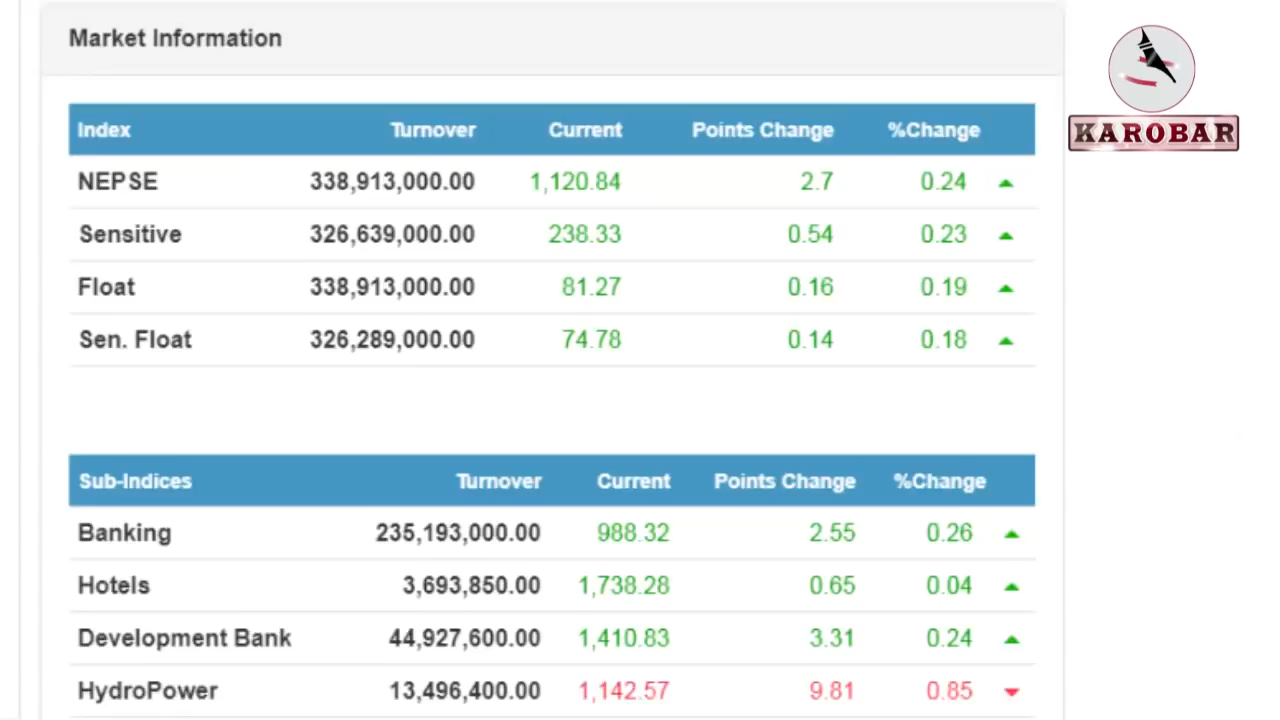 Market Information
KAROBAR
Index Turnover Current Points Change %Change
NEPSE 338,913,000.00 1,120.84 2.7 0.24
Sensitive 326,639,000.00 238.33 0.54 0.23
Float 338,913,000.00 81.27 0.16 0.19
Sen. Float 326,289,000.00 74.78 0.14 0.18
Sub-Indices Turnover Current Points Change %Change
Banking 235,193,000.00 988.32 2.55 0.26
Hotels 3,693,850.00 1,738.28 0.65 0.04
Development Bank 44,927,600.00 1,410.83 3.31 0.24
HydroPower 13,496,400.00 1,142.57 9.81 0.85